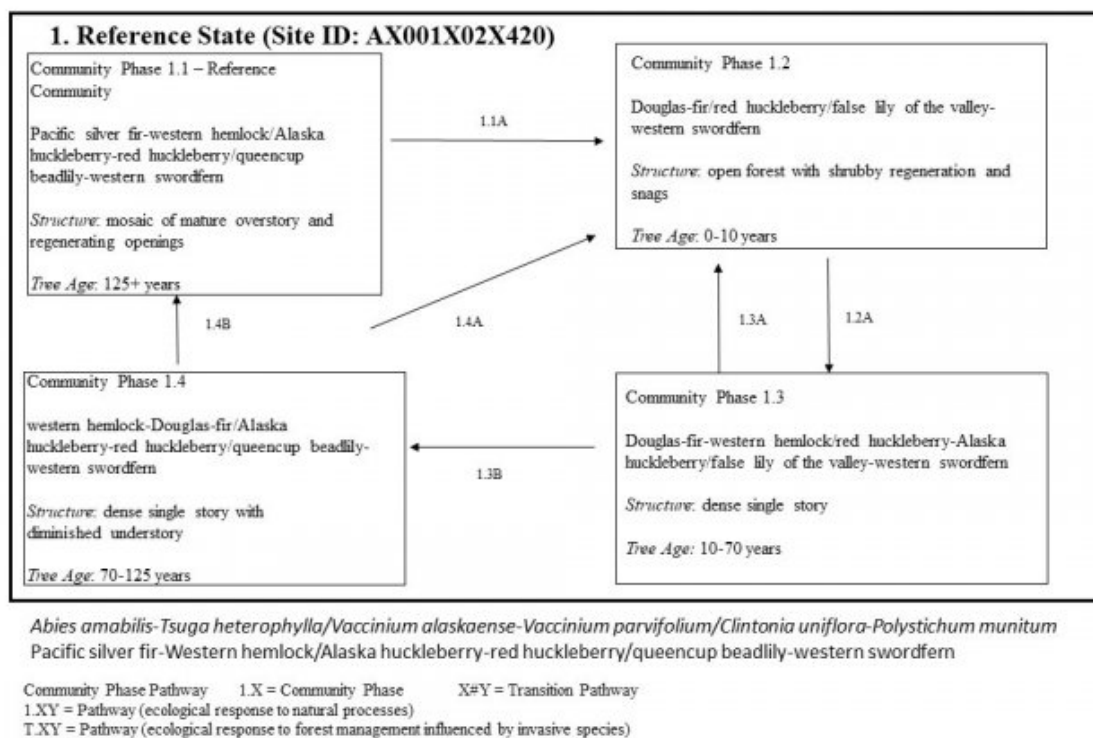 1. Reference State (Site ID: AX001X02X420)
Community Phase 1.1 – Reference
Community
Pacific silver fir-western hemlock/Alaska
huckleberry-red huckleberry/queencup
beadlily-western swordfern
Structure: mosaic of mature overstory and
regenerating openings
Tree Age: 125+ years
1.1A
Community Phase 1.2
Douglas-fir/red huckleberry/false lily of the valley-
western swordfern
Structure: open forest with shrubby regeneration and
snags
Tree Age: 0-10 years
1.4B
1.4A
1.3A
1.2A
Community Phase 1.4
western hemlock-Douglas-fir/Alaska
huckleberry-red huckleberry/queencup beadlily-
western swordfern
Structure: dense single story with
diminished understory
Tree Age: 70-125 years
1.3B
Community Phase 1.3
Douglas-fir-western hemlock/red huckleberry-Alaska
huckleberry/false lily of the valley-western swordfern
Structure: dense single story
Tree Age: 10-70 years
Abies amabilis-Tsuga heterophylla/Vaccinium alaskaense-Vaccinium parvifolium/Clintonia uniflora-Polystichum munitum
Pacific silver fir-Western hemlock/Alaska huckleberry-red huckleberry/queencup beadlily-western swordfern
Community Phase Pathway 1.X = Community Phase X#Y = Transition Pathway
1.XY = Pathway (ecological response to natural processes)
T.XY = Pathway (ecological response to forest management influenced by invasive species)